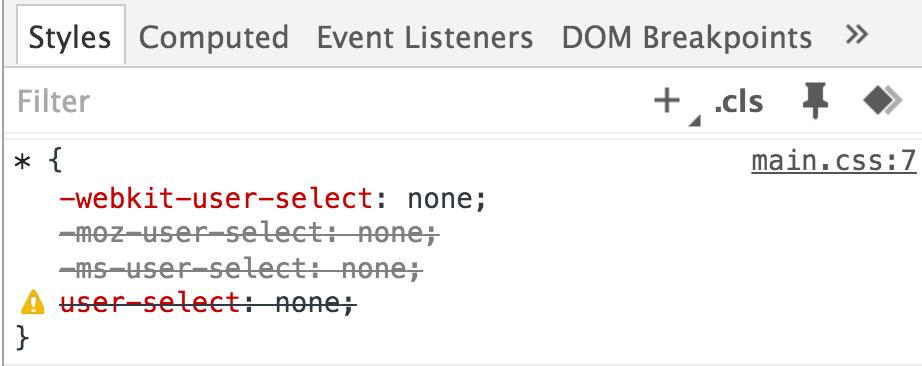 Styles Computed Event Listeners DOM Breakpoints »
Filter + .cls
* { main.css:7
-webkit-user-select: none;
-moz-user-select: none;
-ms-user-select: none;
user-select: none;
}